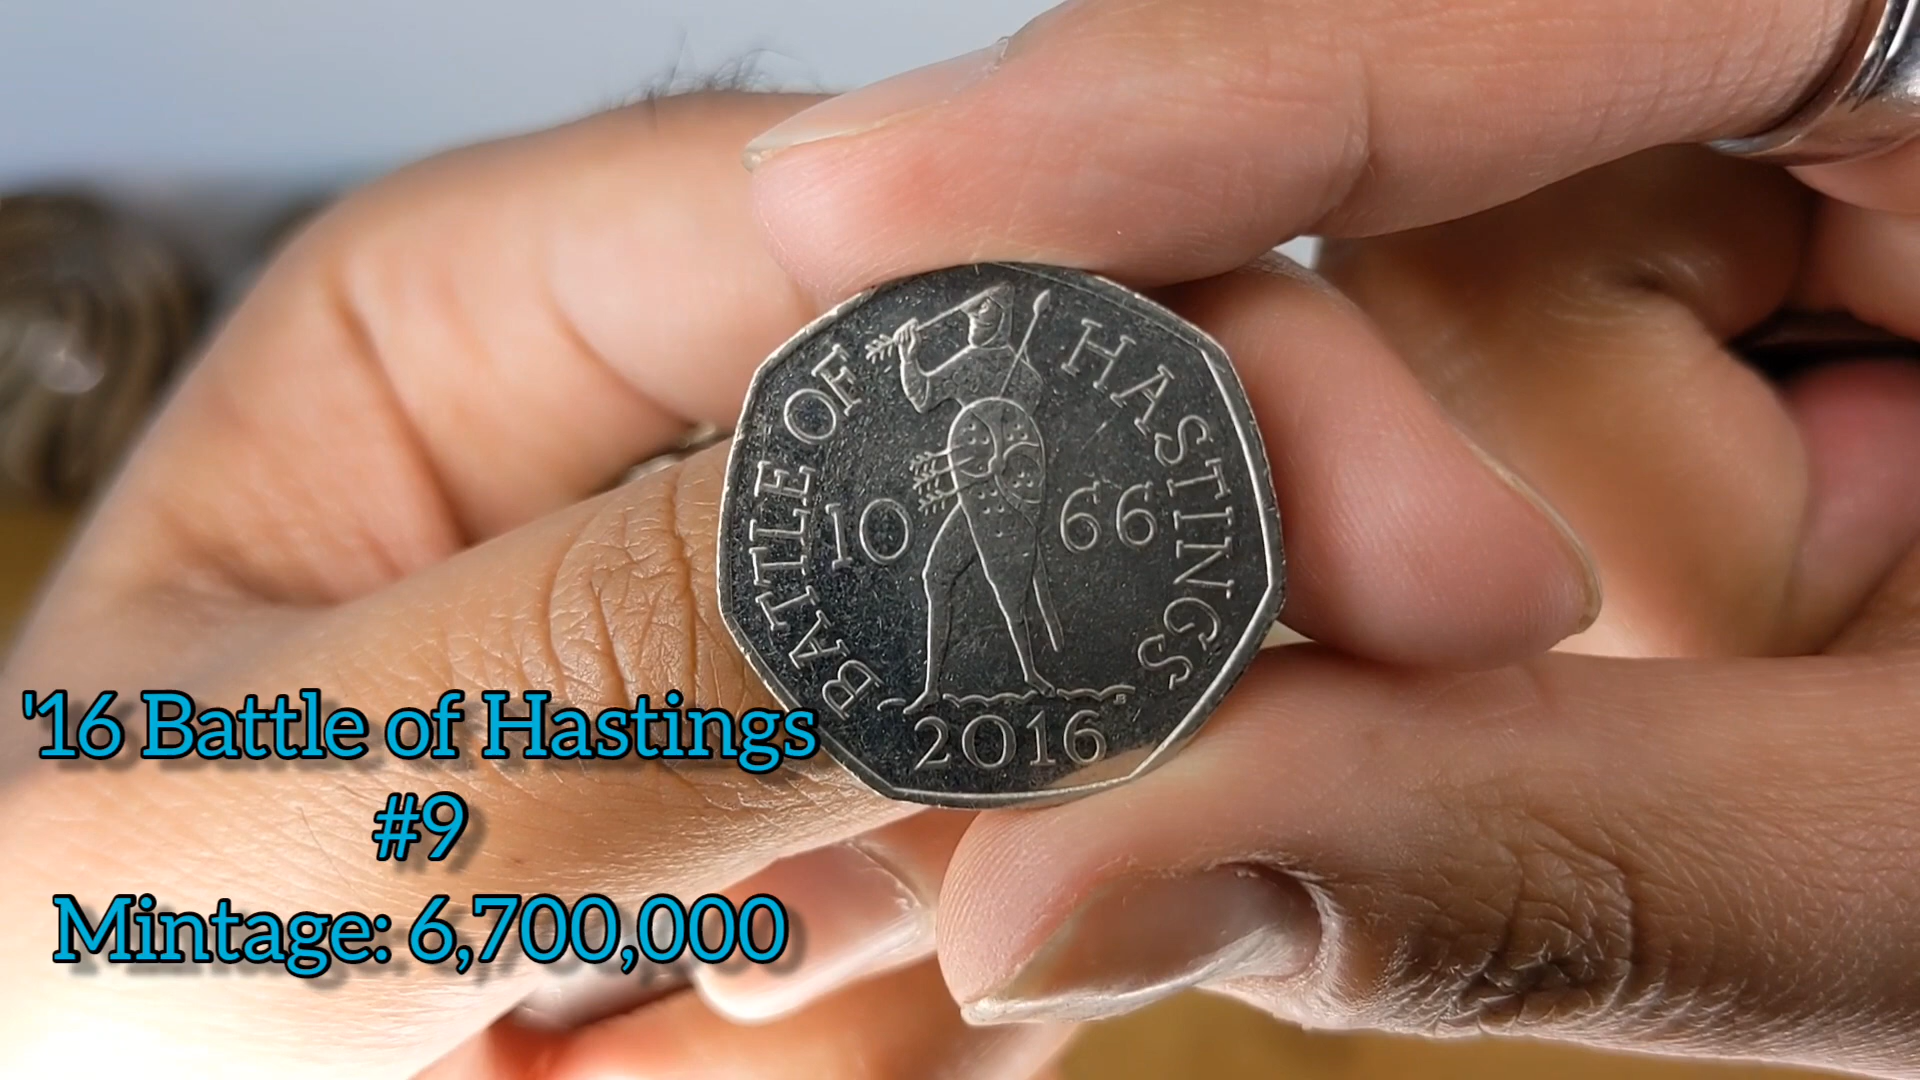 BATTLE OF HASTINGS
10 66
2016
'16 Battle of Hastings
#9
Mintage: 6,700,000